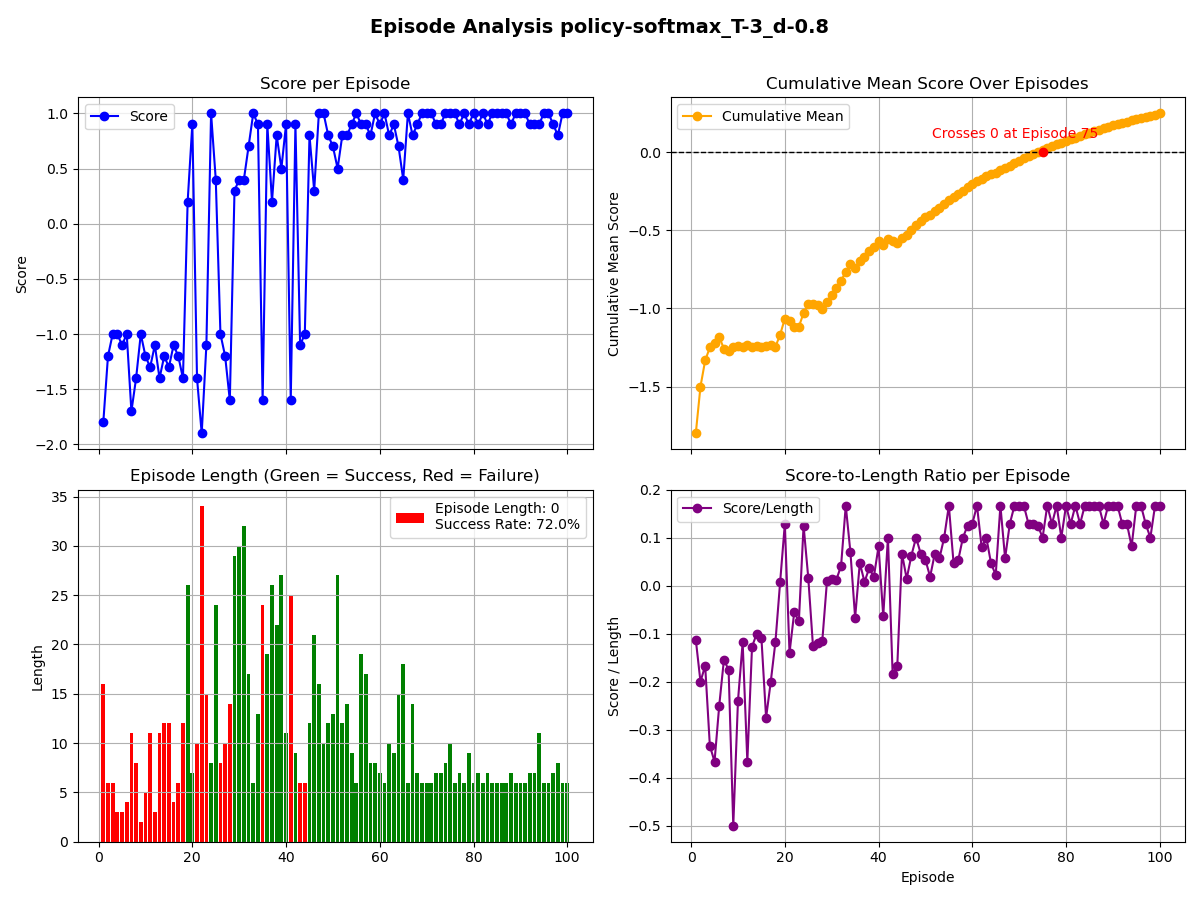 Episode Analysis policy-softmax_T-3_d-0.8
Score per Episode
Score
1.0
0.5
0.0
−0.5
−1.0
−1.5
−2.0
Score
Cumulative Mean Score Over Episodes
Cumulative Mean
Crosses 0 at Episode 75
0.0
−0.5
−1.0
−1.5
Cumulative Mean Score
Episode Length (Green = Success, Red = Failure)
Episode Length: 0
Success Rate: 72.0%
35
30
25
20
15
10
5
0
Length
0 20 40 60 80 100
Score-to-Length Ratio per Episode
Score/Length
0.2
0.1
0.0
−0.1
−0.2
−0.3
−0.4
−0.5
Score / Length
0 20 40 60 80 100
Episode